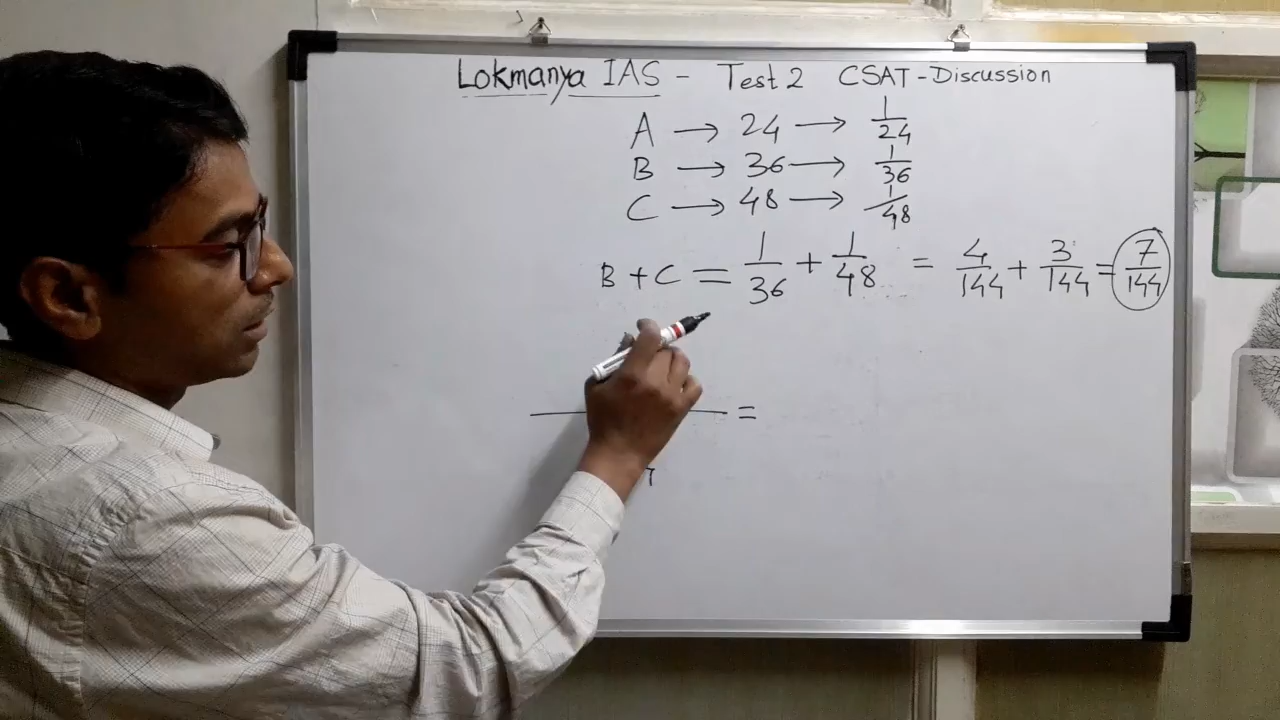 Lokmanya IAS - Test 2 CSAT - Discussion
A → 24 → 1/24
B → 36 → 1/36
C → 48 → 1/48
B + C = 1/36 + 1/48 = 4/144 + 3/144 = 7/144
=